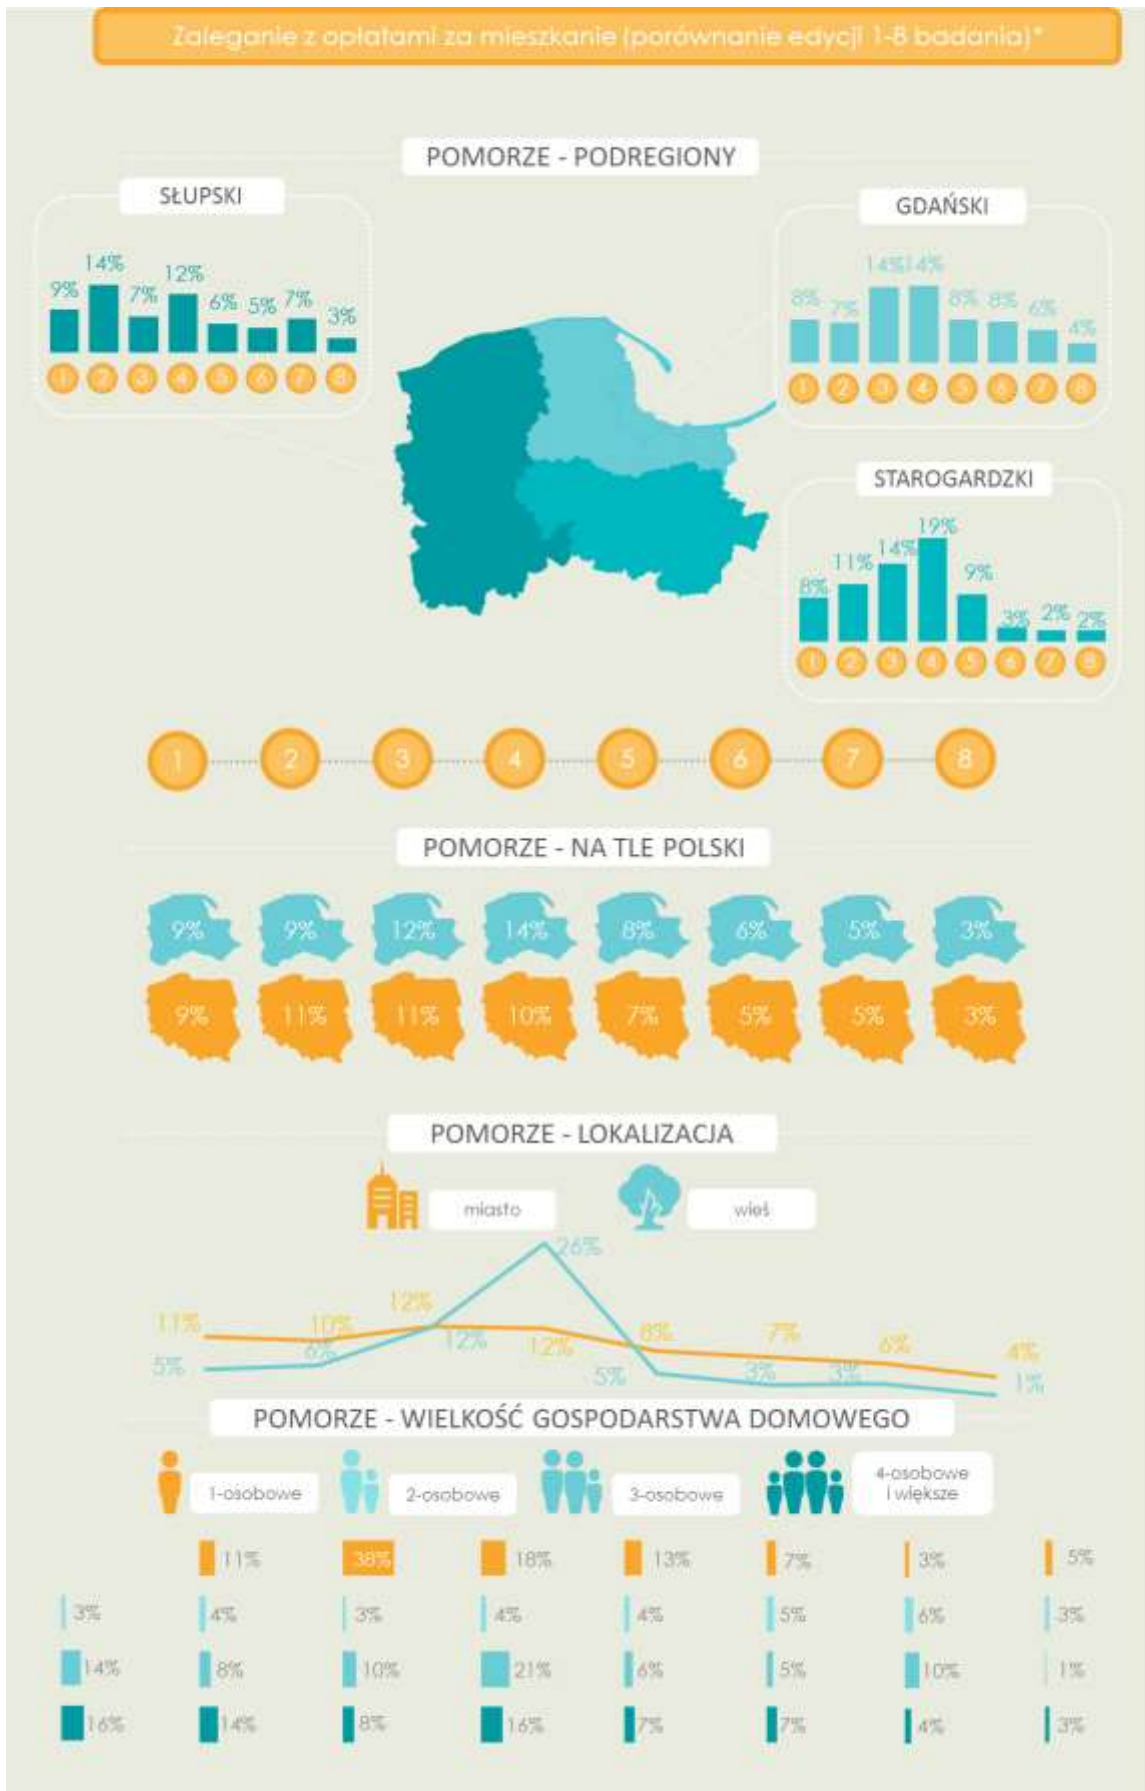 Zaleganie z opłatami za mieszkanie (porównanie edycji 1-8 badania)*
POMORZE - PODREGIONY
SŁUPSKI
9% 14% 7% 12% 6% 5% 7% 3%
1 2 3 4 5 6 7 8
GDAŃSKI
8% 7% 14% 14% 8% 8% 6% 4%
1 2 3 4 5 6 7 8
STAROGARDZKI
8% 11% 14% 19% 9% 3% 2% 2%
1 2 3 4 5 6 7 8
1 2 3 4 5 6 7 8
POMORZE - NA TLE POLSKI
9% 9% 12% 14% 8% 6% 5% 3%
9% 11% 11% 10% 7% 5% 5% 3%
POMORZE - LOKALIZACJA
miasto wieś
11% 10% 12% 12% 8% 7% 6% 4%
5% 6% 12% 26% 5% 3% 3% 1%
POMORZE - WIELKOŚĆ GOSPODARSTWA DOMOWEGO
1-osobowe 2-osobowe 3-osobowe 4-osobowe
i większe
11% 38% 18% 13% 7% 3% 5%
3% 4% 3% 4% 4% 5% 6% 3%
14% 8% 10% 21% 6% 5% 10% 1%
16% 14% 8% 16% 7% 7% 4% 3%